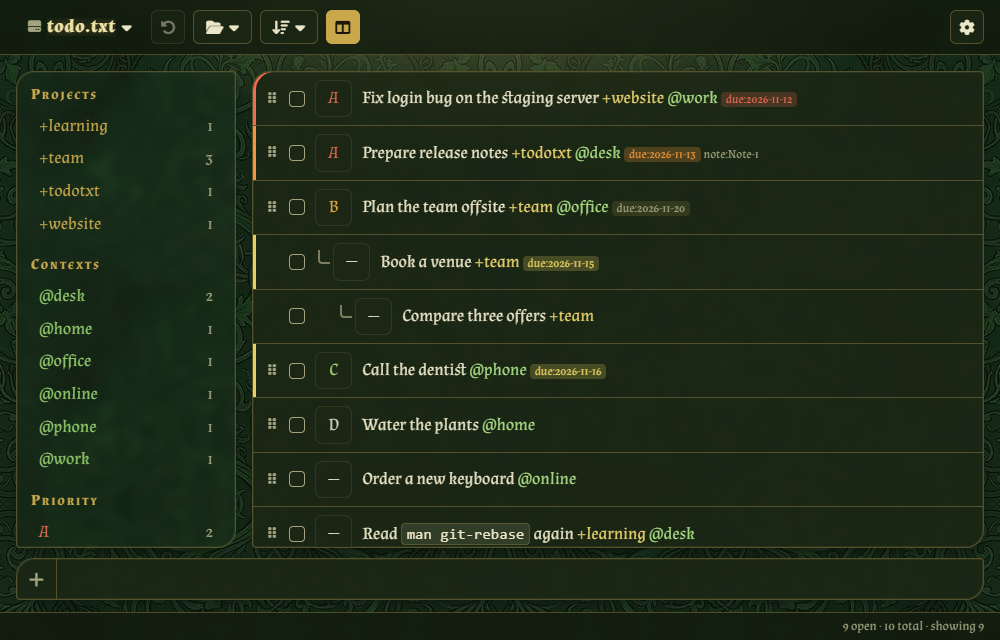 todo.txt
Projects
+learning 1
+team 3
+todotxt 1
+website 1
Contexts
@desk 2
@home 1
@office 1
@online 1
@phone 1
@work 1
Priority
A 2
A Fix login bug on the staging server +website @work due:2026-11-12
A Prepare release notes +todotxt @desk due:2026-11-13 note:Note-1
B Plan the team offsite +team @office due:2026-11-20
— Book a venue +team due:2026-11-15
— Compare three offers +team
C Call the dentist @phone due:2026-11-16
D Water the plants @home
— Order a new keyboard @online
— Read man git-rebase again +learning @desk
+
9 open · 10 total · showing 9